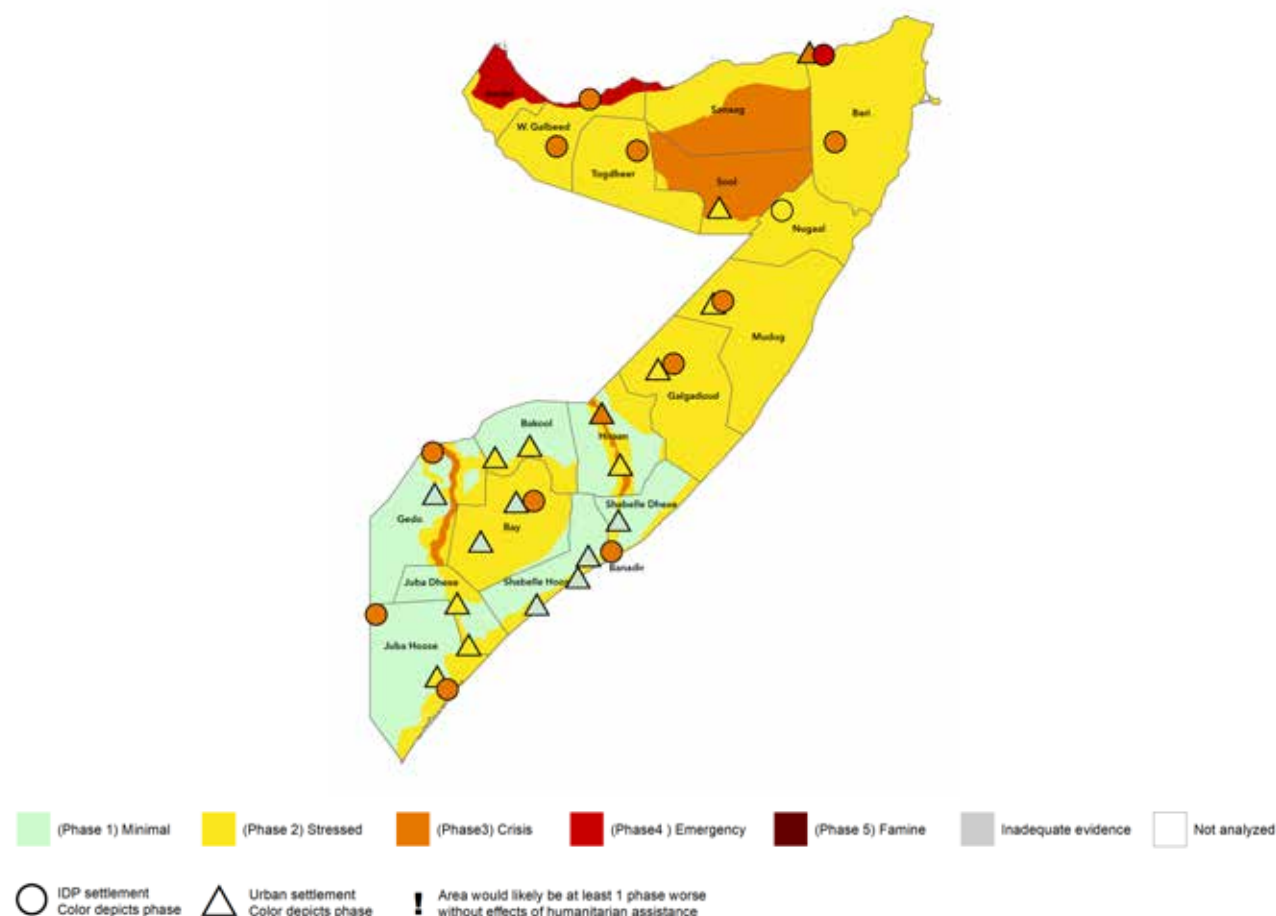 Sanaag
Bari
W. Galbeed
Togdheer
Sool
Nugaal
Mudug
Galgaduud
Bakool
Hiraan
Shabelle Dhexe
Gedo
Bay
Banadir
Juba Dhexe
Shabelle Hoose
Juba Hoose
(Phase 1) Minimal
(Phase 2) Stressed
(Phase3) Crisis
(Phase4 ) Emergency
(Phase 5) Famine
Inadequate evidence
Not analyzed
IDP settlement
Color depicts phase
Urban settlement
Color depicts phase
! Area would likely be at least 1 phase worse
without effects of humanitarian assistance